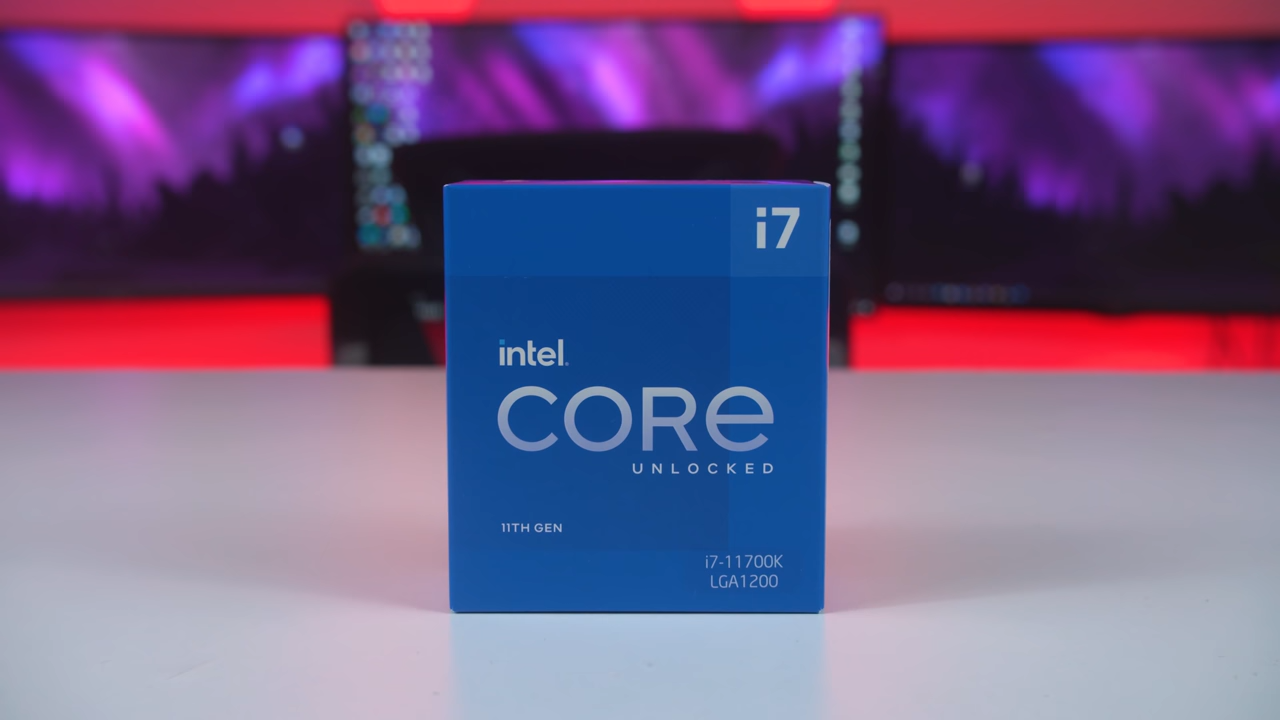 i7
intel.
CORe
UNLOCKED
11TH GEN
i7-11700K
LGA1200